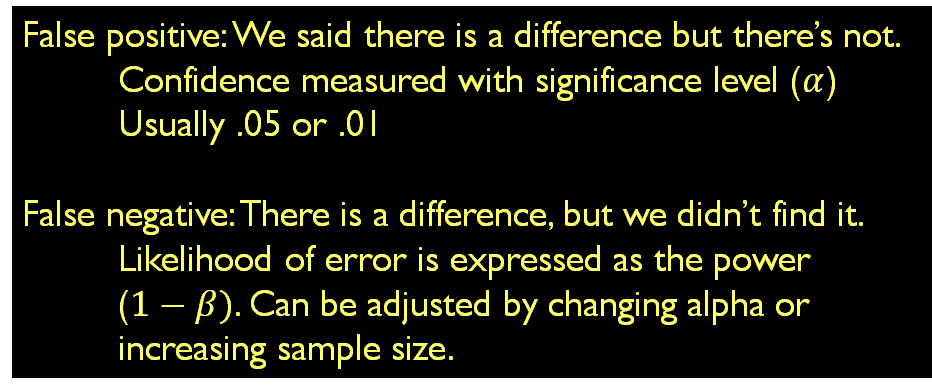 False positive: We said there is a difference but there's not.
Confidence measured with significance level (α)
Usually .05 or .01
False negative: There is a difference, but we didn't find it.
Likelihood of error is expressed as the power
(1 − β). Can be adjusted by changing alpha or
increasing sample size.